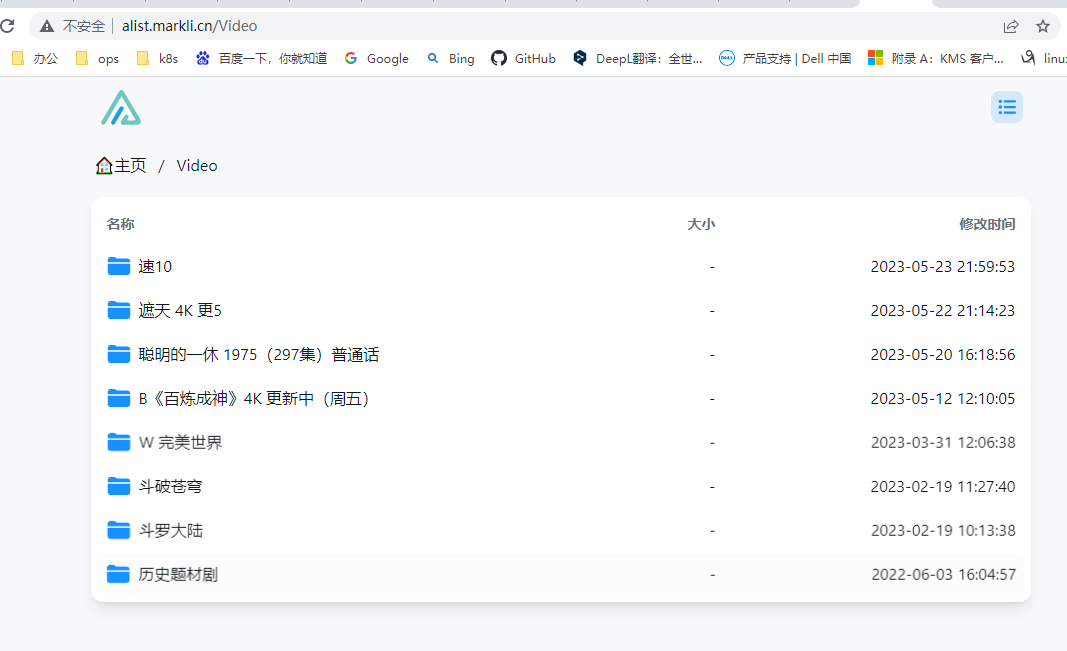 不安全 | alist.markli.cn/Video
办公 ops k8s 百度一下，你就知道 Google Bing GitHub DeepL翻译：全世... 产品支持 | Dell 中国 附录 A：KMS 客户... linux
主页 / Video
名称 大小 修改时间
速10 - 2023-05-23 21:59:53
遮天 4K 更5 - 2023-05-22 21:14:23
聪明的一休 1975（297集）普通话 - 2023-05-20 16:18:56
B《百炼成神》4K 更新中（周五） - 2023-05-12 12:10:05
W 完美世界 - 2023-03-31 12:06:38
斗破苍穹 - 2023-02-19 11:27:40
斗罗大陆 - 2023-02-19 10:13:38
历史题材剧 - 2022-06-03 16:04:57